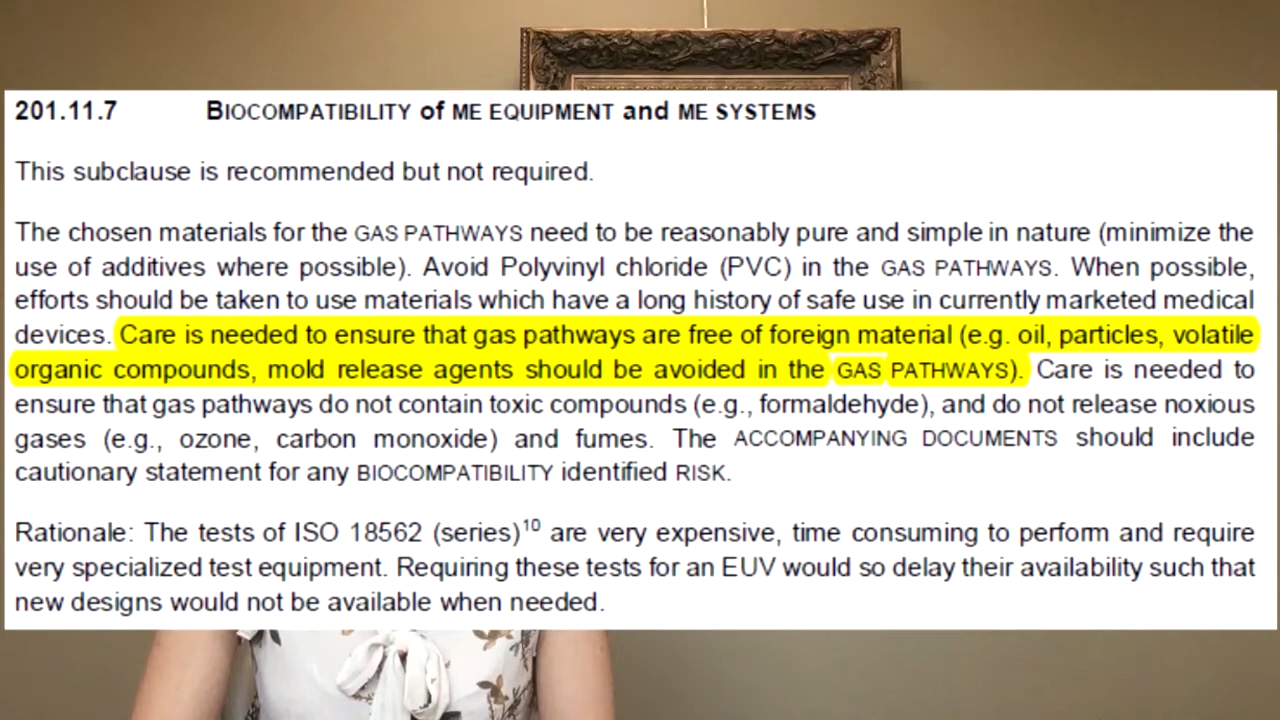 201.11.7 BIOCOMPATIBILITY of ME EQUIPMENT and ME SYSTEMS
This subclause is recommended but not required.
The chosen materials for the GAS PATHWAYS need to be reasonably pure and simple in nature (minimize the
use of additives where possible). Avoid Polyvinyl chloride (PVC) in the GAS PATHWAYS. When possible,
efforts should be taken to use materials which have a long history of safe use in currently marketed medical
devices. Care is needed to ensure that gas pathways are free of foreign material (e.g. oil, particles, volatile
organic compounds, mold release agents should be avoided in the GAS PATHWAYS). Care is needed to
ensure that gas pathways do not contain toxic compounds (e.g., formaldehyde), and do not release noxious
gases (e.g., ozone, carbon monoxide) and fumes. The ACCOMPANYING DOCUMENTS should include
cautionary statement for any BIOCOMPATIBILITY identified RISK.
Rationale: The tests of ISO 18562 (series)10 are very expensive, time consuming to perform and require
very specialized test equipment. Requiring these tests for an EUV would so delay their availability such that
new designs would not be available when needed.